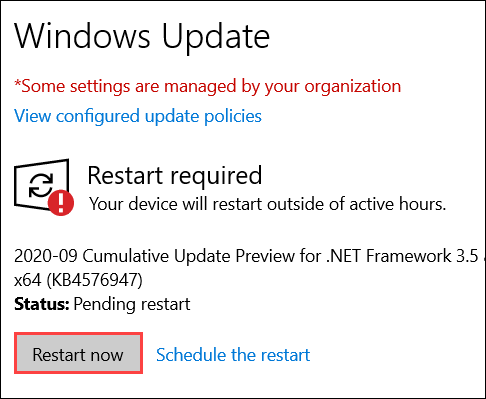 Windows Update
*Some settings are managed by your organization
View configured update policies
Restart required
Your device will restart outside of active hours.
2020-09 Cumulative Update Preview for .NET Framework 3.5
x64 (KB4576947)
Status: Pending restart
Restart now
Schedule the restart